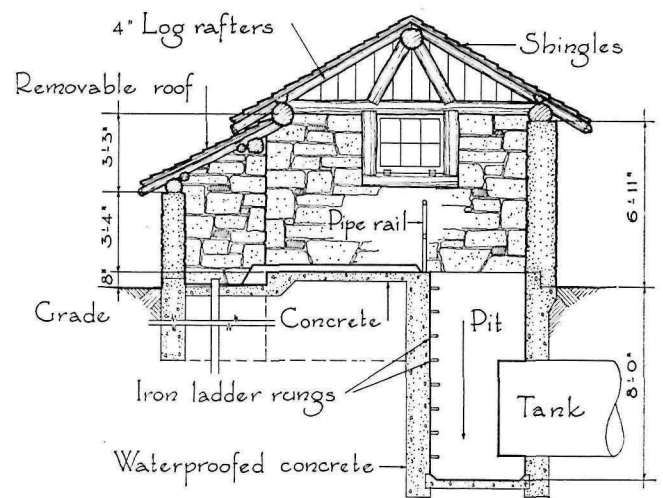 4" Log rafters
Shingles
Removable roof
3'-3"
6'-11"
3'-4"
Pipe rail
8"
Grade
Concrete
Pit
8'-0"
Iron ladder rungs
Tank
Waterproofed concrete